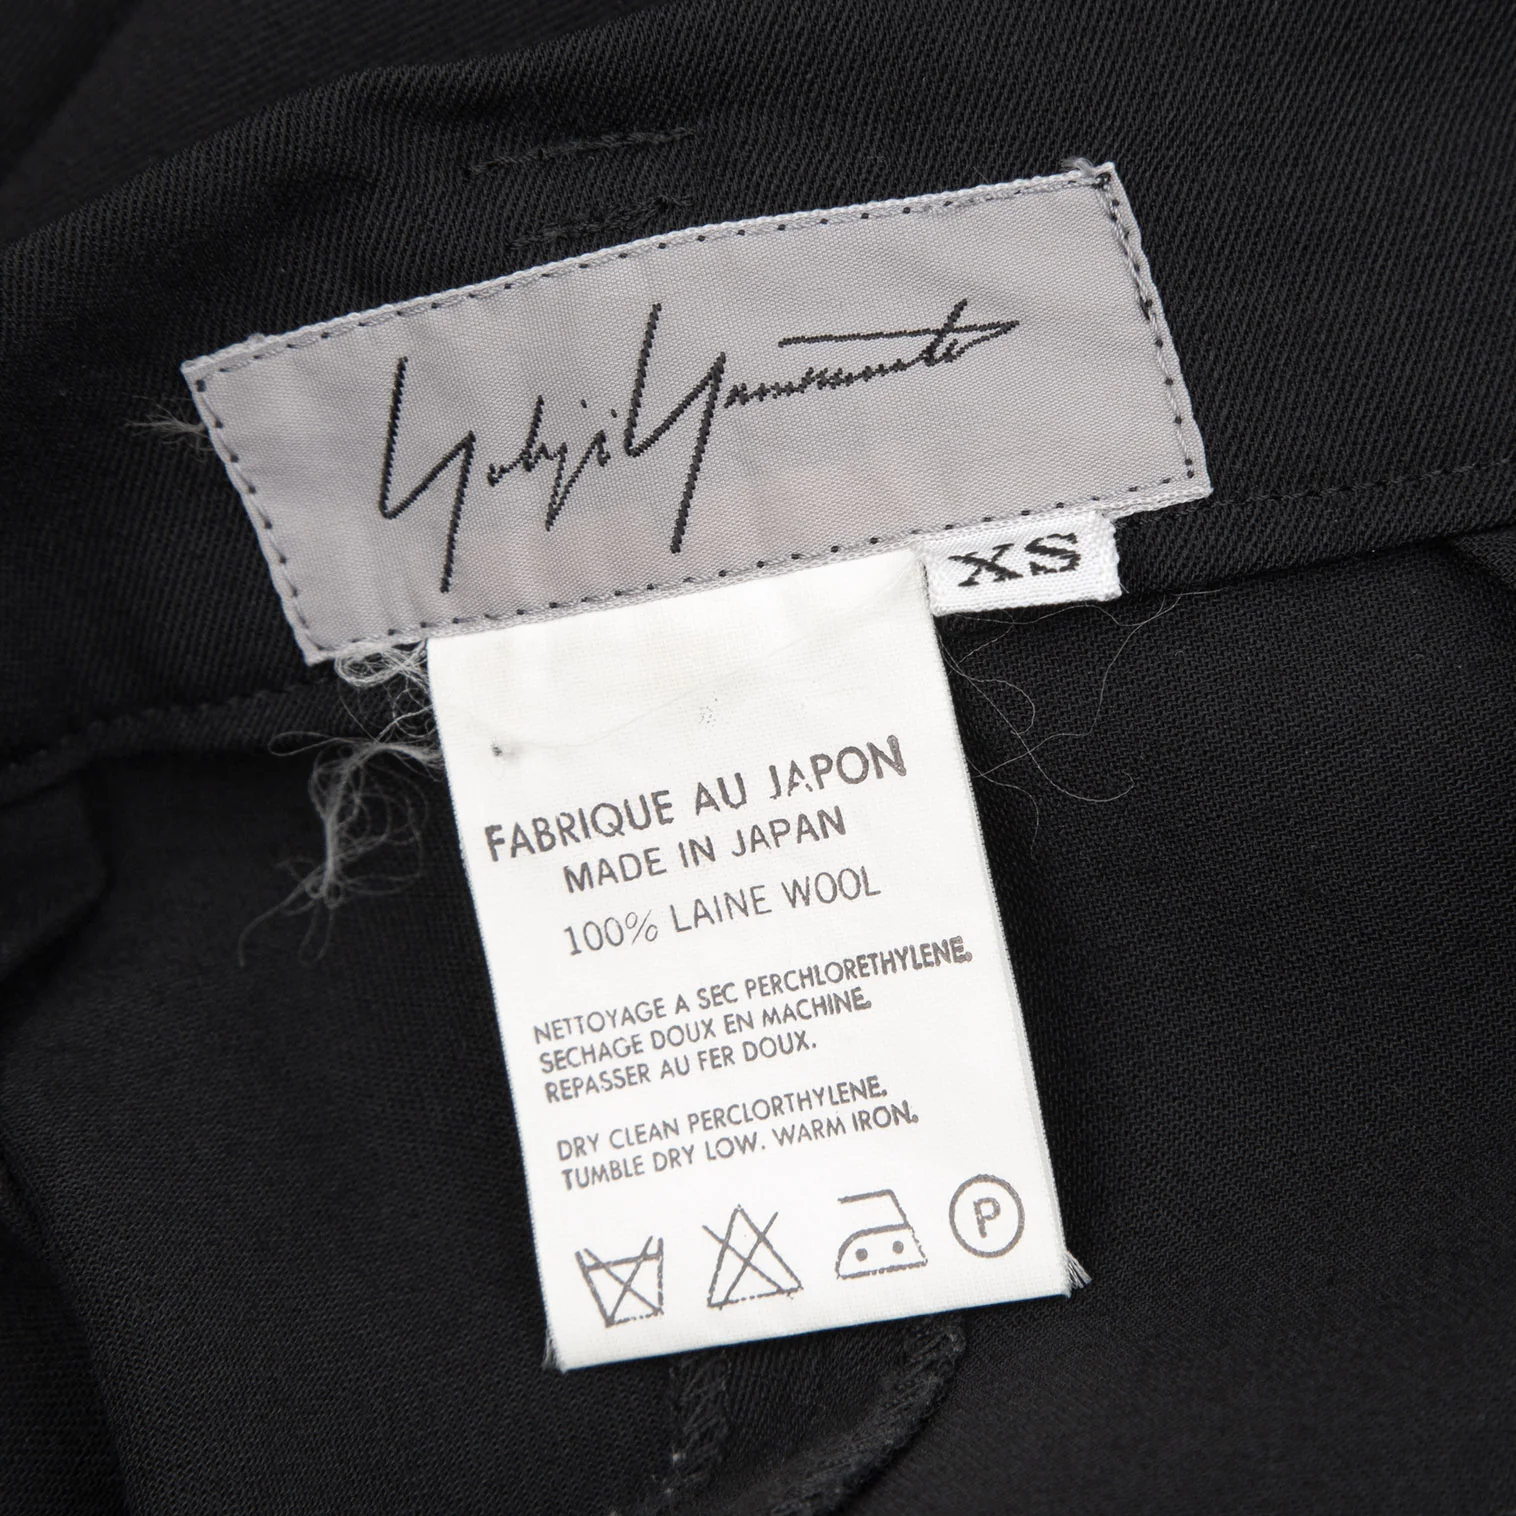 Yohji Yamamoto
XS
FABRIQUE AU JAPON
MADE IN JAPAN
100% LAINE WOOL
NETTOYAGE A SEC PERCHLORETHYLENE.
SECHAGE DOUX EN MACHINE.
REPASSER AU FER DOUX.
DRY CLEAN PERCLORTHYLENE.
TUMBLE DRY LOW. WARM IRON.
P